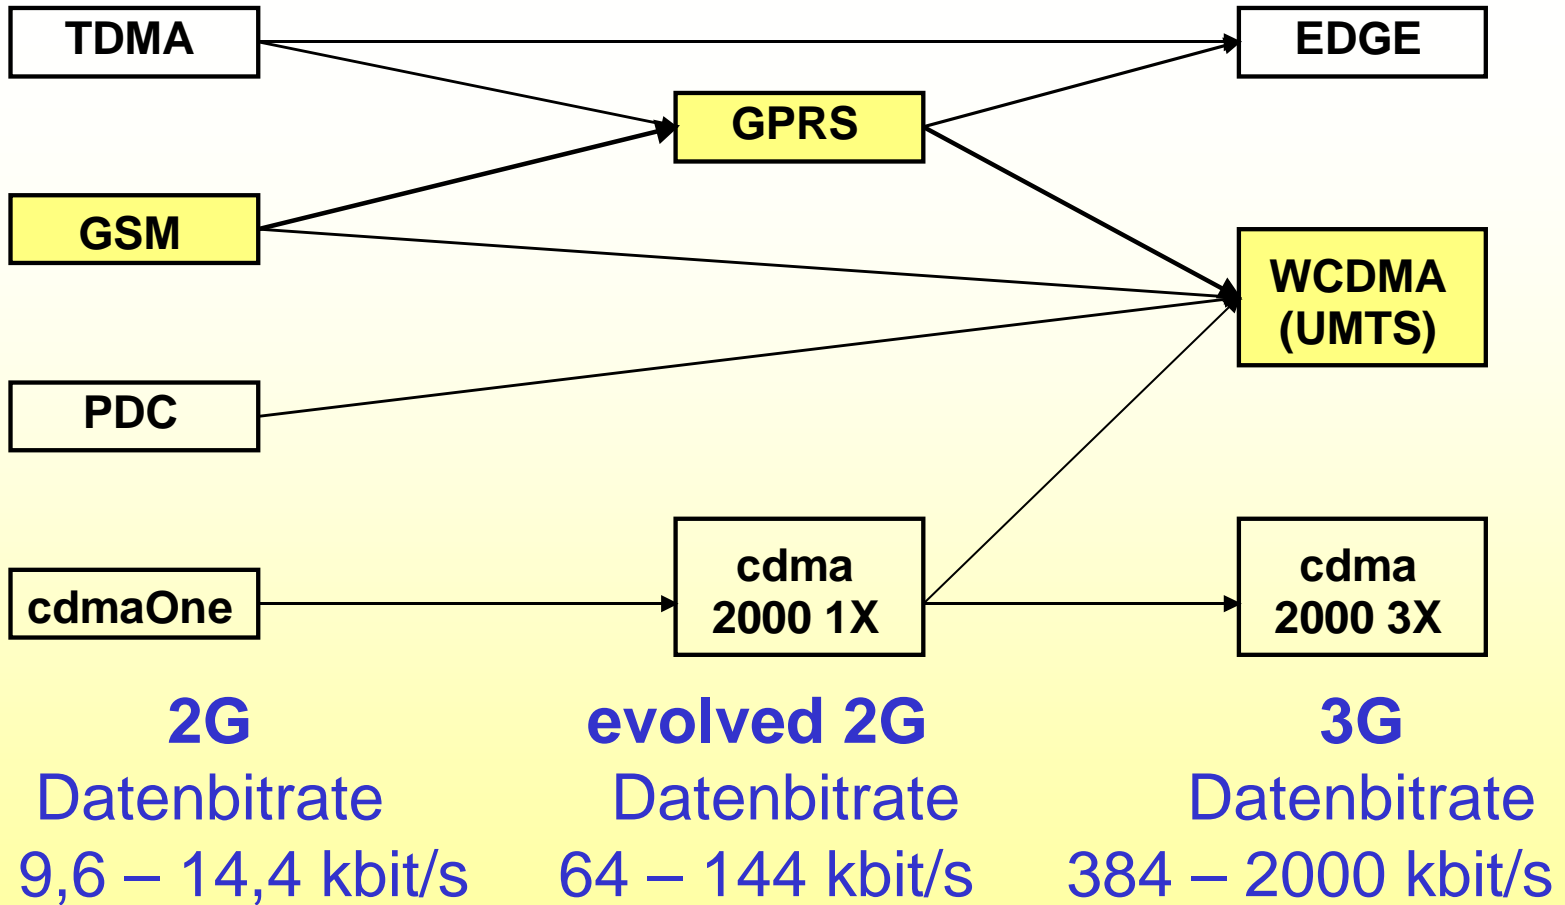 TDMA
EDGE
GPRS
GSM
WCDMA
(UMTS)
PDC
cdmaOne
cdma
2000 1X
cdma
2000 3X
2G
evolved 2G
3G
Datenbitrate
Datenbitrate
Datenbitrate
9,6 – 14,4 kbit/s
64 – 144 kbit/s
384 – 2000 kbit/s